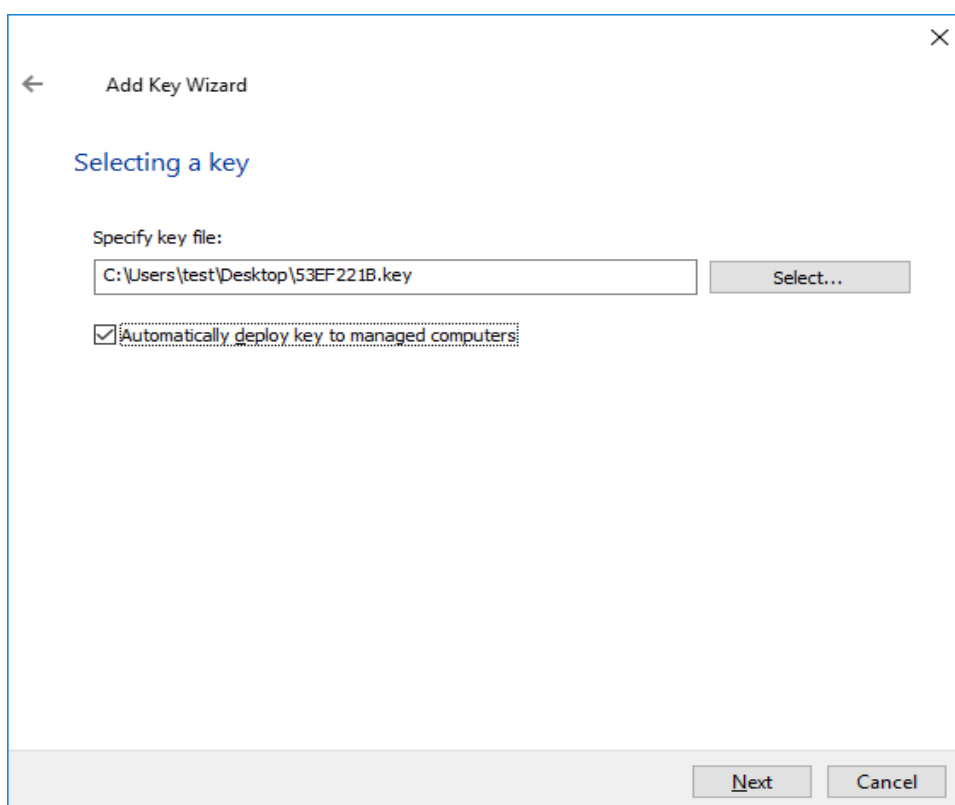 Add Key Wizard
Selecting a key
Specify key file:
C:\Users\test\Desktop\53EF221B.key
Select...
Automatically deploy key to managed computers
Next
Cancel